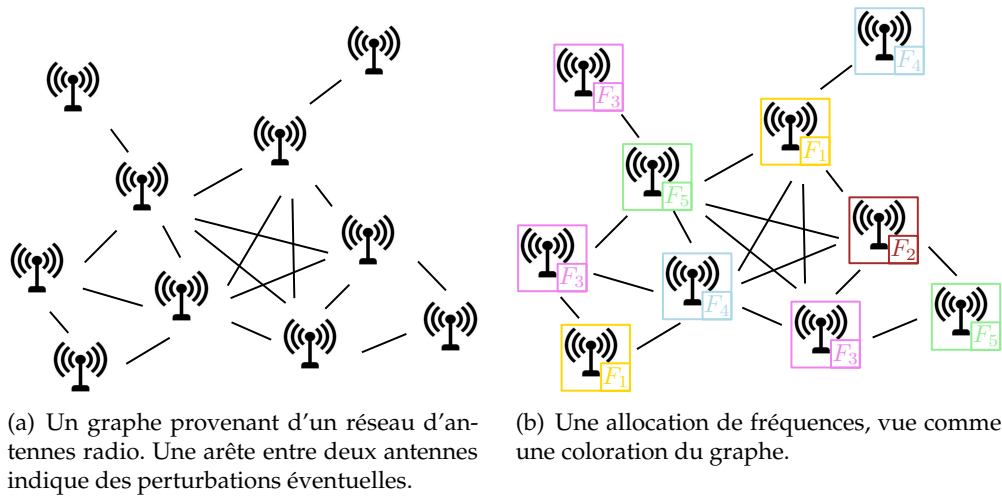 F4
F3
F1
F5
F2
F3
F4
F5
F3
F1
(a) Un graphe provenant d'un réseau d'an-
tennes radio. Une arête entre deux antennes
indique des perturbations éventuelles.
(b) Une allocation de fréquences, vue comme
une coloration du graphe.